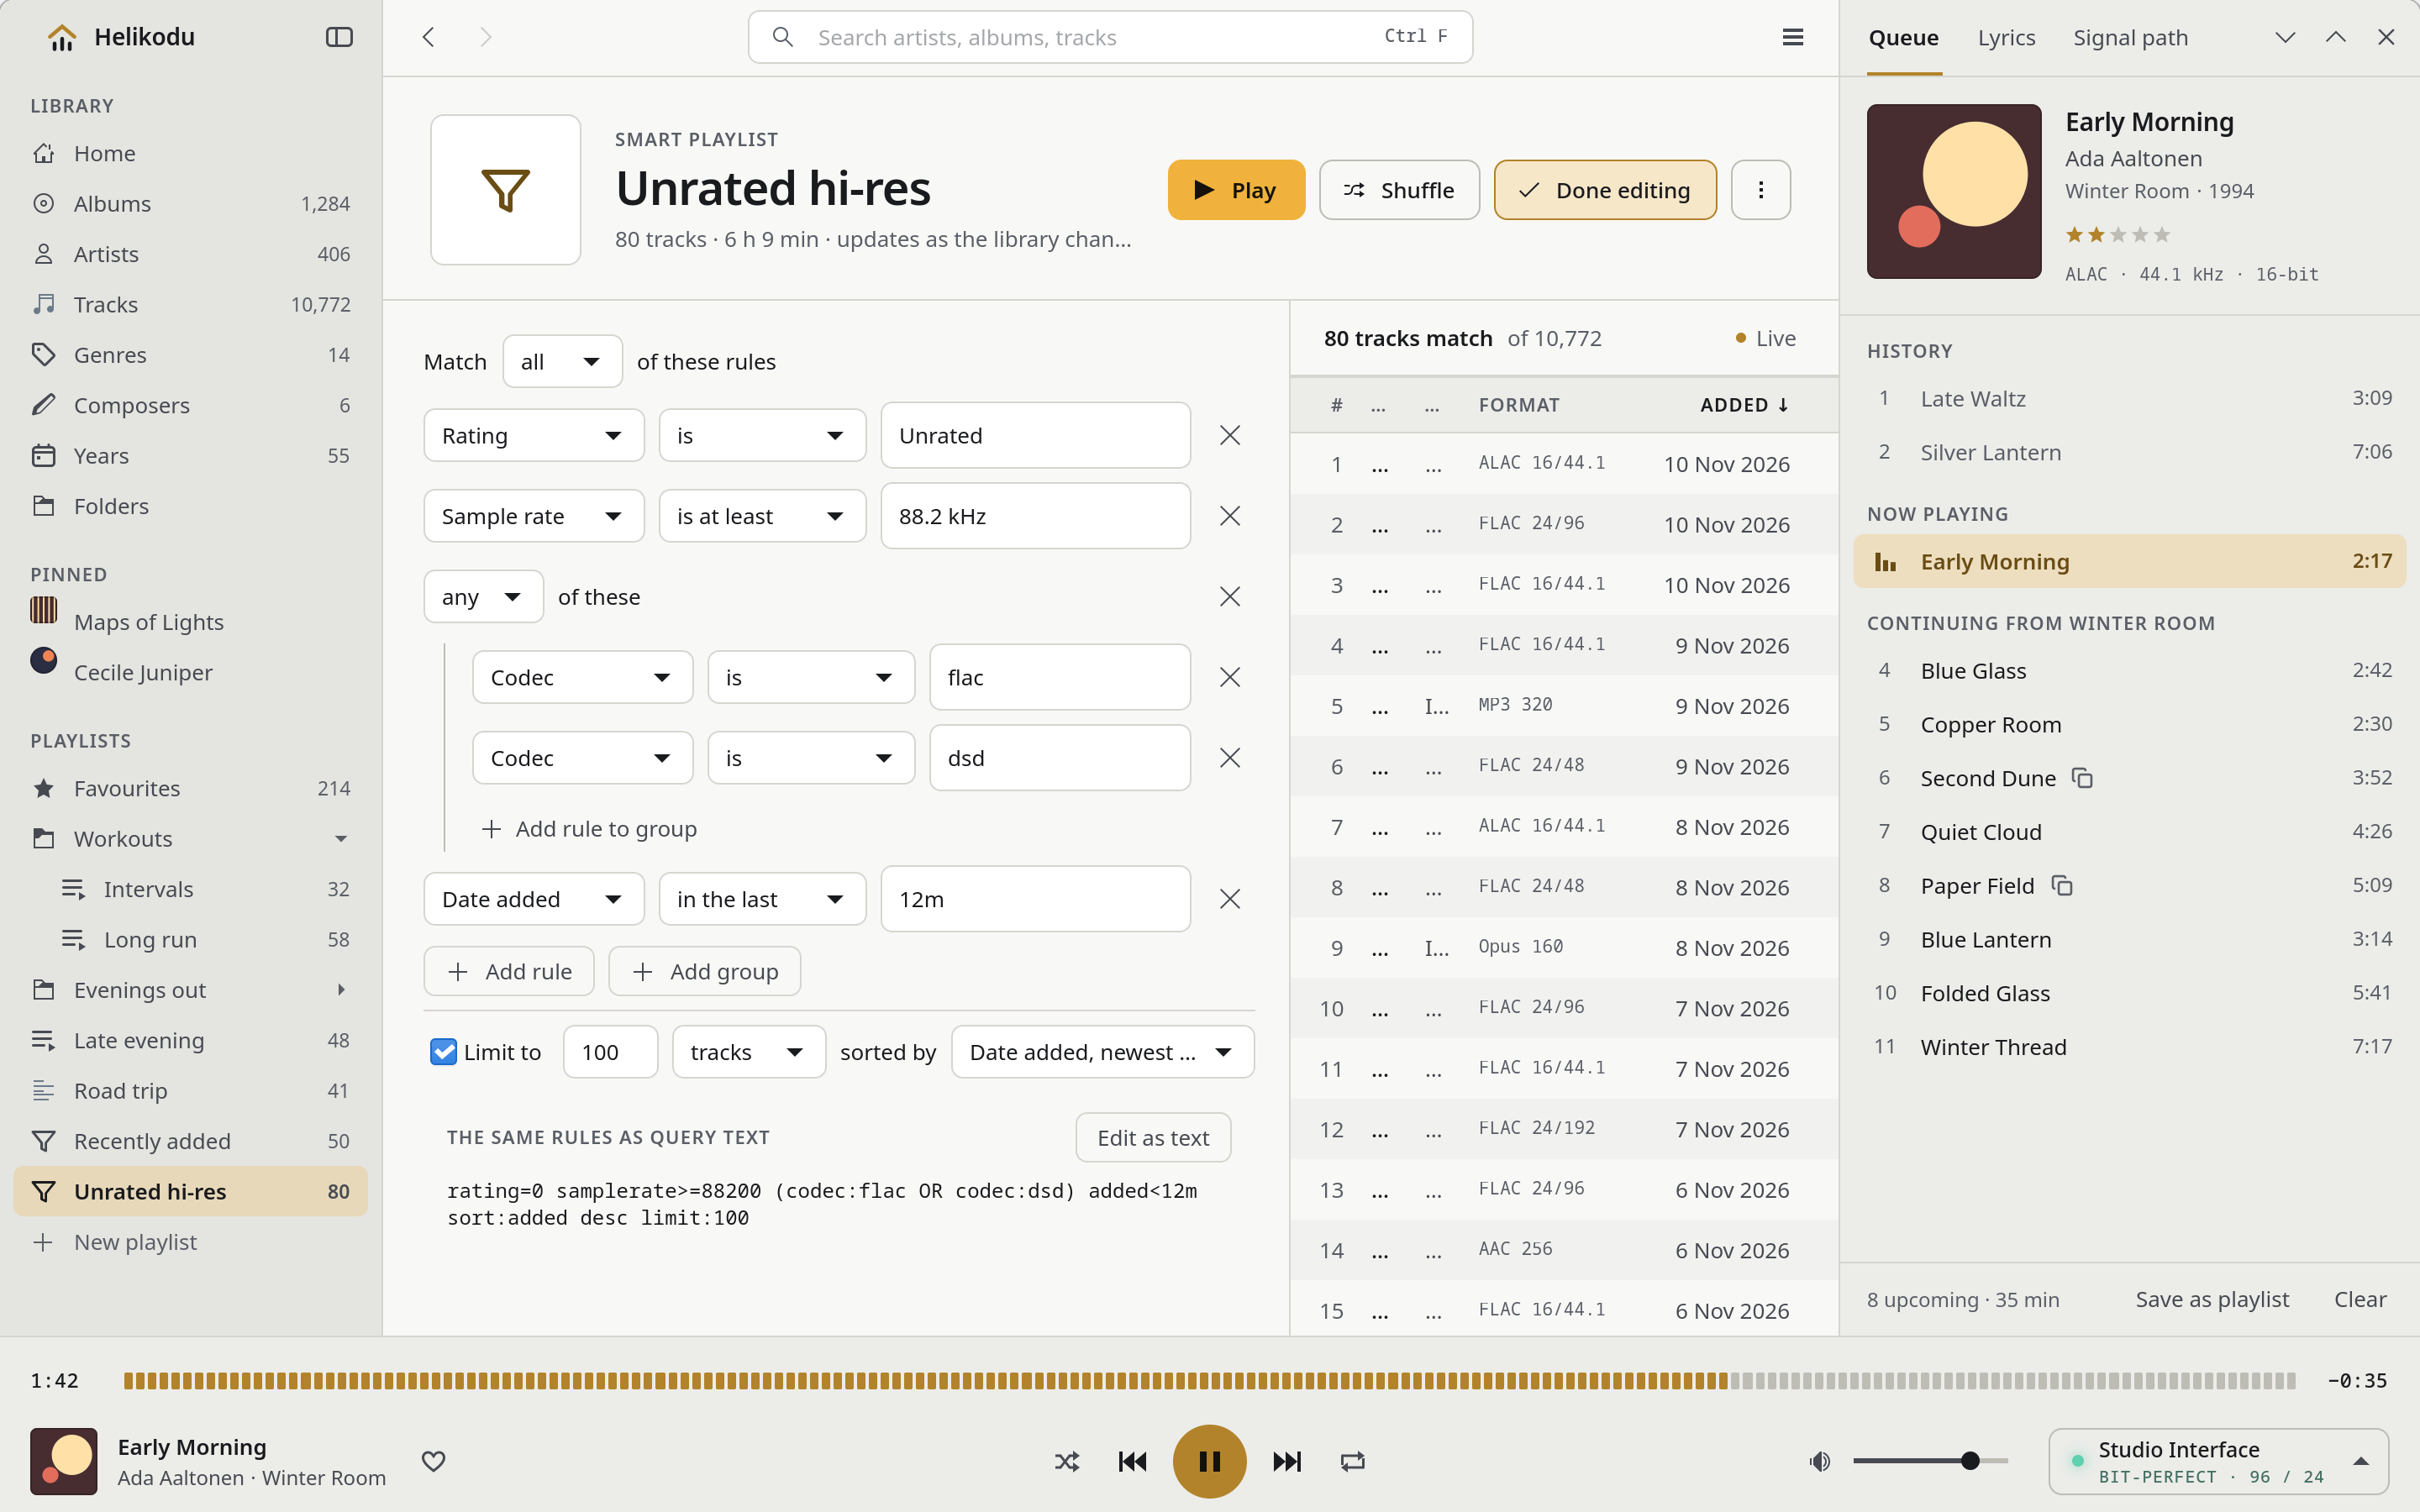 Helikodu
LIBRARY
Home
Albums 1,284
Artists 406
Tracks 10,772
Genres 14
Composers 6
Years 55
Folders
PINNED
Maps of Lights
Cecile Juniper
PLAYLISTS
Favourites 214
Workouts
Intervals 32
Long run 58
Evenings out
Late evening 48
Road trip 41
Recently added 50
Unrated hi-res 80
New playlist
Search artists, albums, tracks Ctrl F
SMART PLAYLIST
Unrated hi-res
80 tracks · 6 h 9 min · updates as the library chan...
Play Shuffle Done editing
Match all of these rules
Rating is Unrated
Sample rate is at least 88.2 kHz
any of these
Codec is flac
Codec is dsd
Add rule to group
Date added in the last 12m
Add rule Add group
Limit to 100 tracks sorted by Date added, newest ...
THE SAME RULES AS QUERY TEXT Edit as text
rating=0 samplerate>=88200 (codec:flac OR codec:dsd) added<12m
sort:added desc limit:100
80 tracks match of 10,772 Live
# ... ... FORMAT ADDED ↓
1 ... ... ALAC 16/44.1 10 Nov 2026
2 ... ... FLAC 24/96 10 Nov 2026
3 ... ... FLAC 16/44.1 10 Nov 2026
4 ... ... FLAC 16/44.1 9 Nov 2026
5 ... I... MP3 320 9 Nov 2026
6 ... ... FLAC 24/48 9 Nov 2026
7 ... ... ALAC 16/44.1 8 Nov 2026
8 ... ... FLAC 24/48 8 Nov 2026
9 ... I... Opus 160 8 Nov 2026
10 ... ... FLAC 24/96 7 Nov 2026
11 ... ... FLAC 16/44.1 7 Nov 2026
12 ... ... FLAC 24/192 7 Nov 2026
13 ... ... FLAC 24/96 6 Nov 2026
14 ... ... AAC 256 6 Nov 2026
15 ... ... FLAC 16/44.1 6 Nov 2026
Queue Lyrics Signal path
Early Morning
Ada Aaltonen
Winter Room · 1994
ALAC · 44.1 kHz · 16-bit
HISTORY
1 Late Waltz 3:09
2 Silver Lantern 7:06
NOW PLAYING
Early Morning 2:17
CONTINUING FROM WINTER ROOM
4 Blue Glass 2:42
5 Copper Room 2:30
6 Second Dune 3:52
7 Quiet Cloud 4:26
8 Paper Field 5:09
9 Blue Lantern 3:14
10 Folded Glass 5:41
11 Winter Thread 7:17
8 upcoming · 35 min Save as playlist Clear
1:42 −0:35
Early Morning
Ada Aaltonen · Winter Room
Studio Interface
BIT-PERFECT · 96 / 24